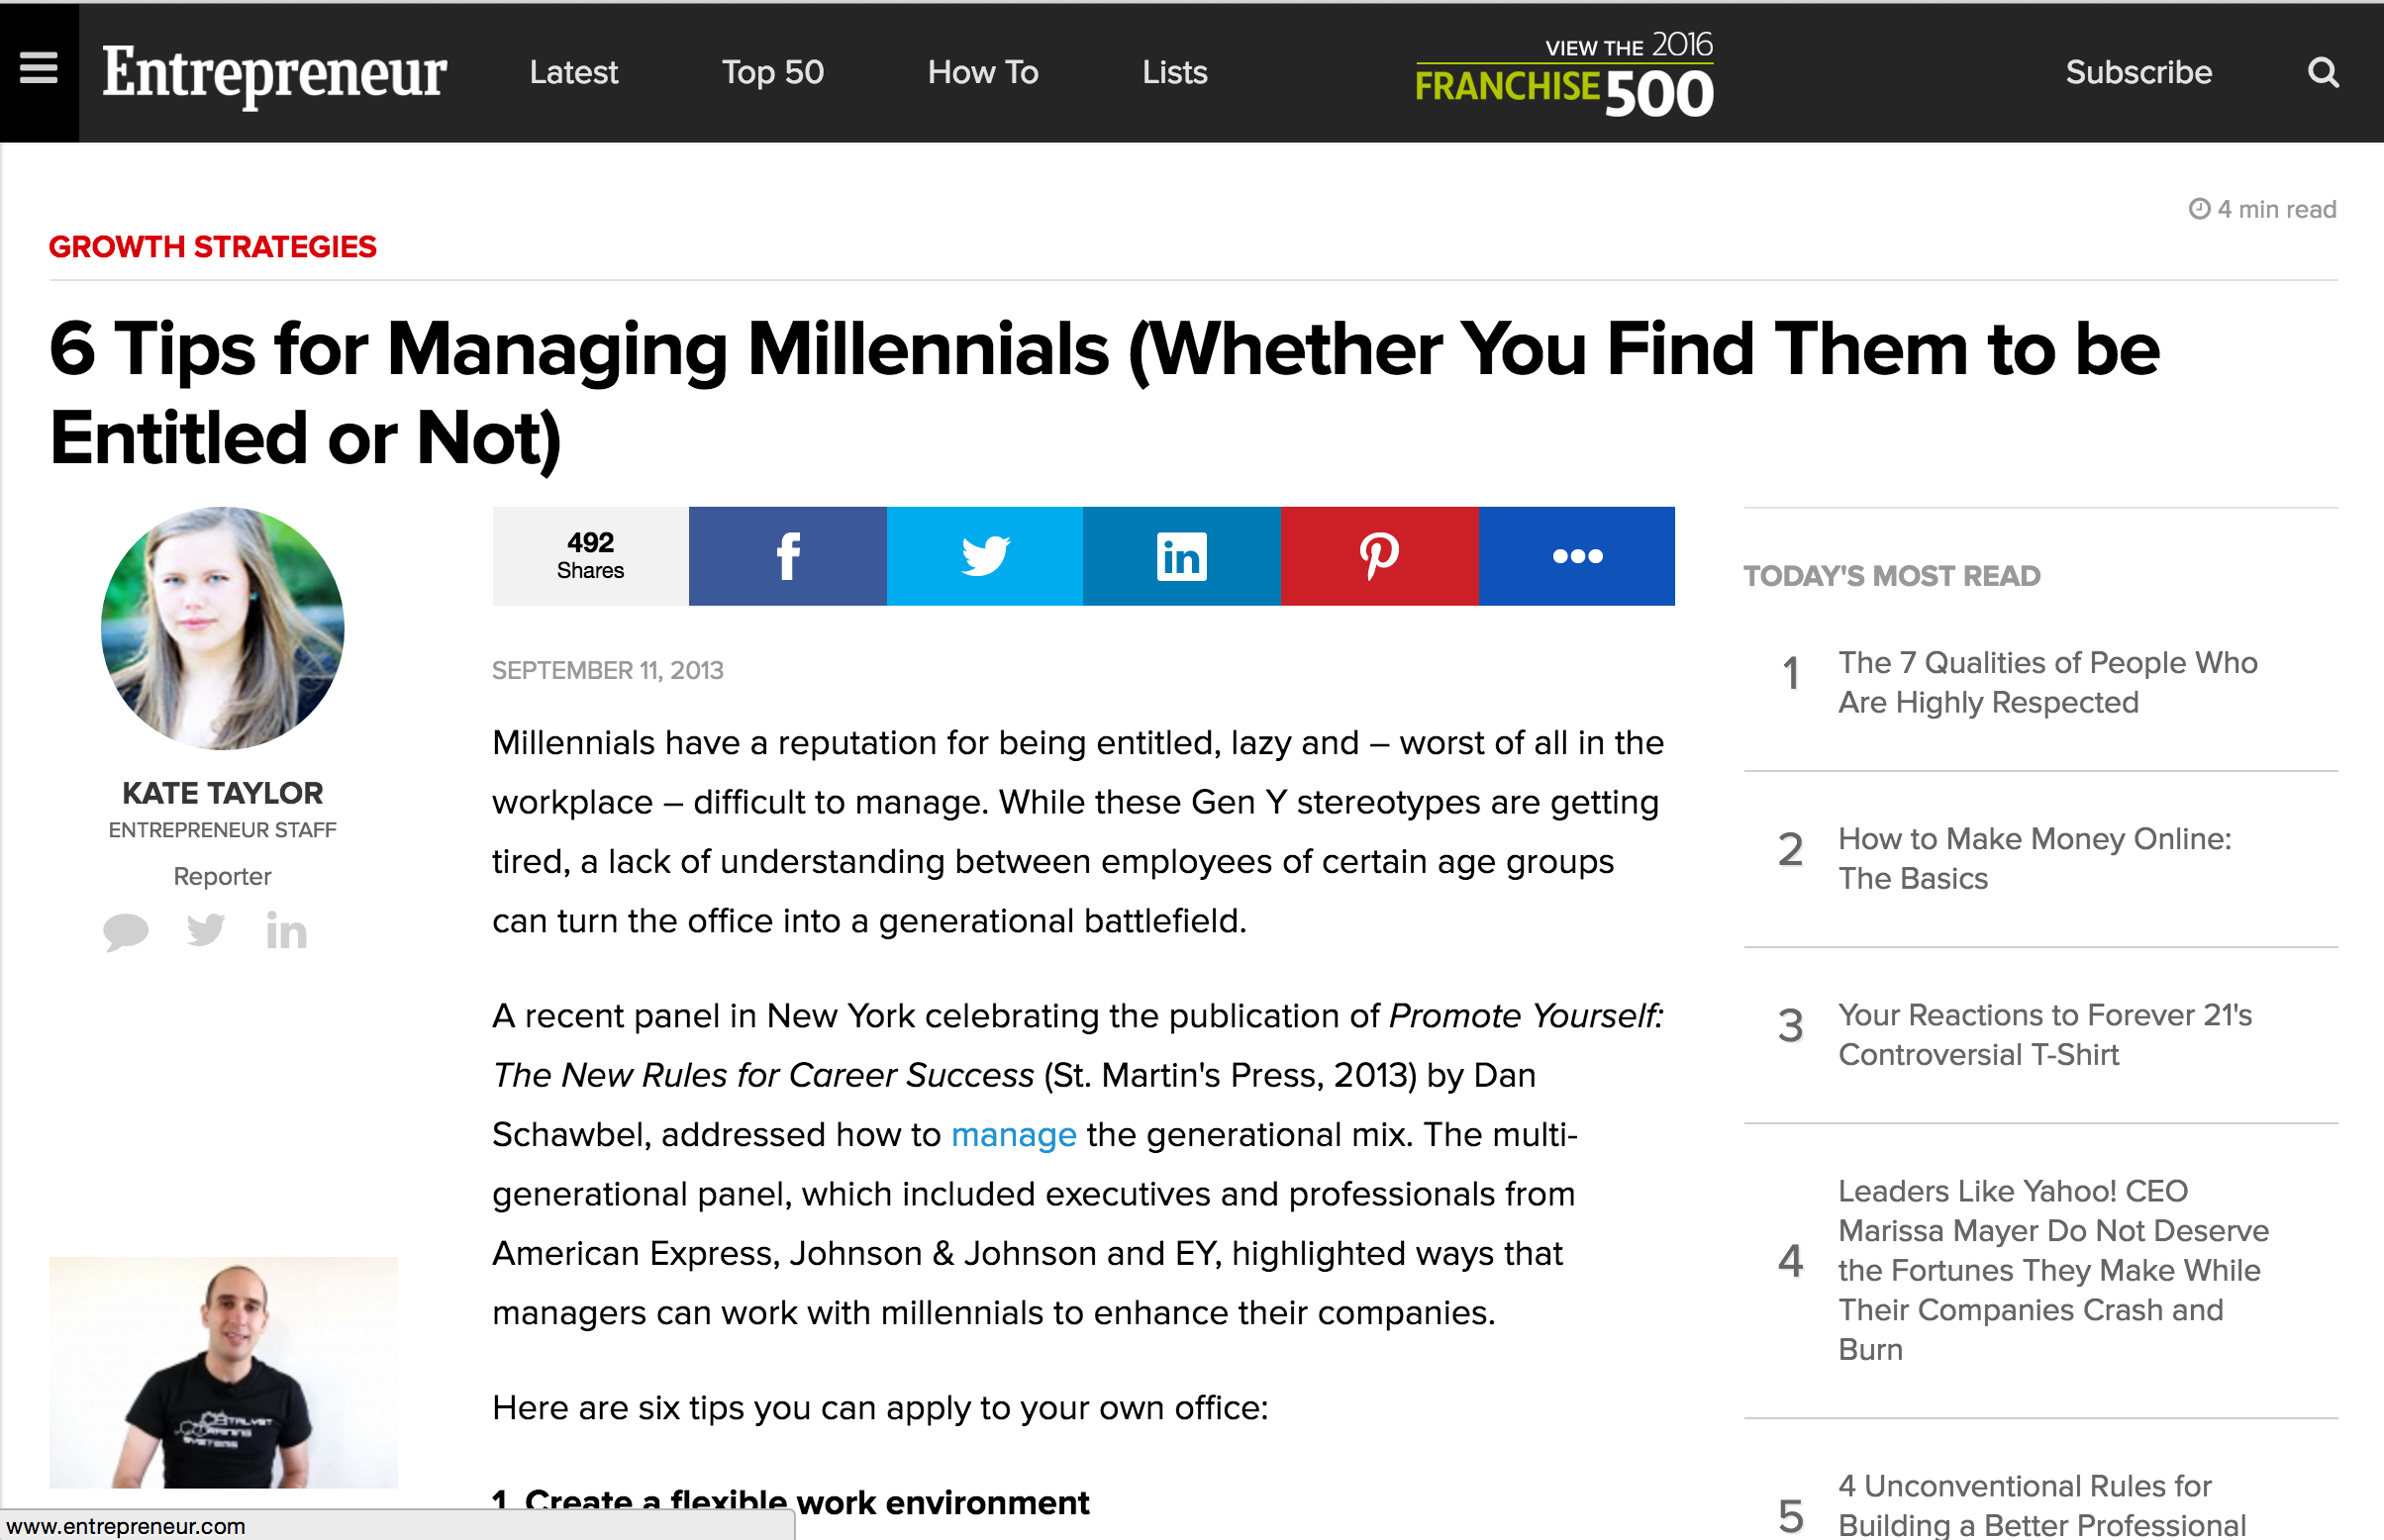 Entrepreneur
Latest
Top 50
How To
Lists
VIEW THE 2016
FRANCHISE 500
Subscribe
4 min read
GROWTH STRATEGIES
6 Tips for Managing Millennials (Whether You Find Them to be
Entitled or Not)
KATE TAYLOR
ENTREPRENEUR STAFF
Reporter
492
Shares
SEPTEMBER 11, 2013
Millennials have a reputation for being entitled, lazy and – worst of all in the
workplace – difficult to manage. While these Gen Y stereotypes are getting
tired, a lack of understanding between employees of certain age groups
can turn the office into a generational battlefield.
A recent panel in New York celebrating the publication of Promote Yourself:
The New Rules for Career Success (St. Martin's Press, 2013) by Dan
Schawbel, addressed how to manage the generational mix. The multi-
generational panel, which included executives and professionals from
American Express, Johnson & Johnson and EY, highlighted ways that
managers can work with millennials to enhance their companies.
Here are six tips you can apply to your own office:
1. Create a flexible work environment
TODAY'S MOST READ
1
The 7 Qualities of People Who
Are Highly Respected
2
How to Make Money Online:
The Basics
3
Your Reactions to Forever 21's
Controversial T-Shirt
4
Leaders Like Yahoo! CEO
Marissa Mayer Do Not Deserve
the Fortunes They Make While
Their Companies Crash and
Burn
5
4 Unconventional Rules for
Building a Better Professional
CATALYST
TRAINING
SYSTEMS
www.entrepreneur.com